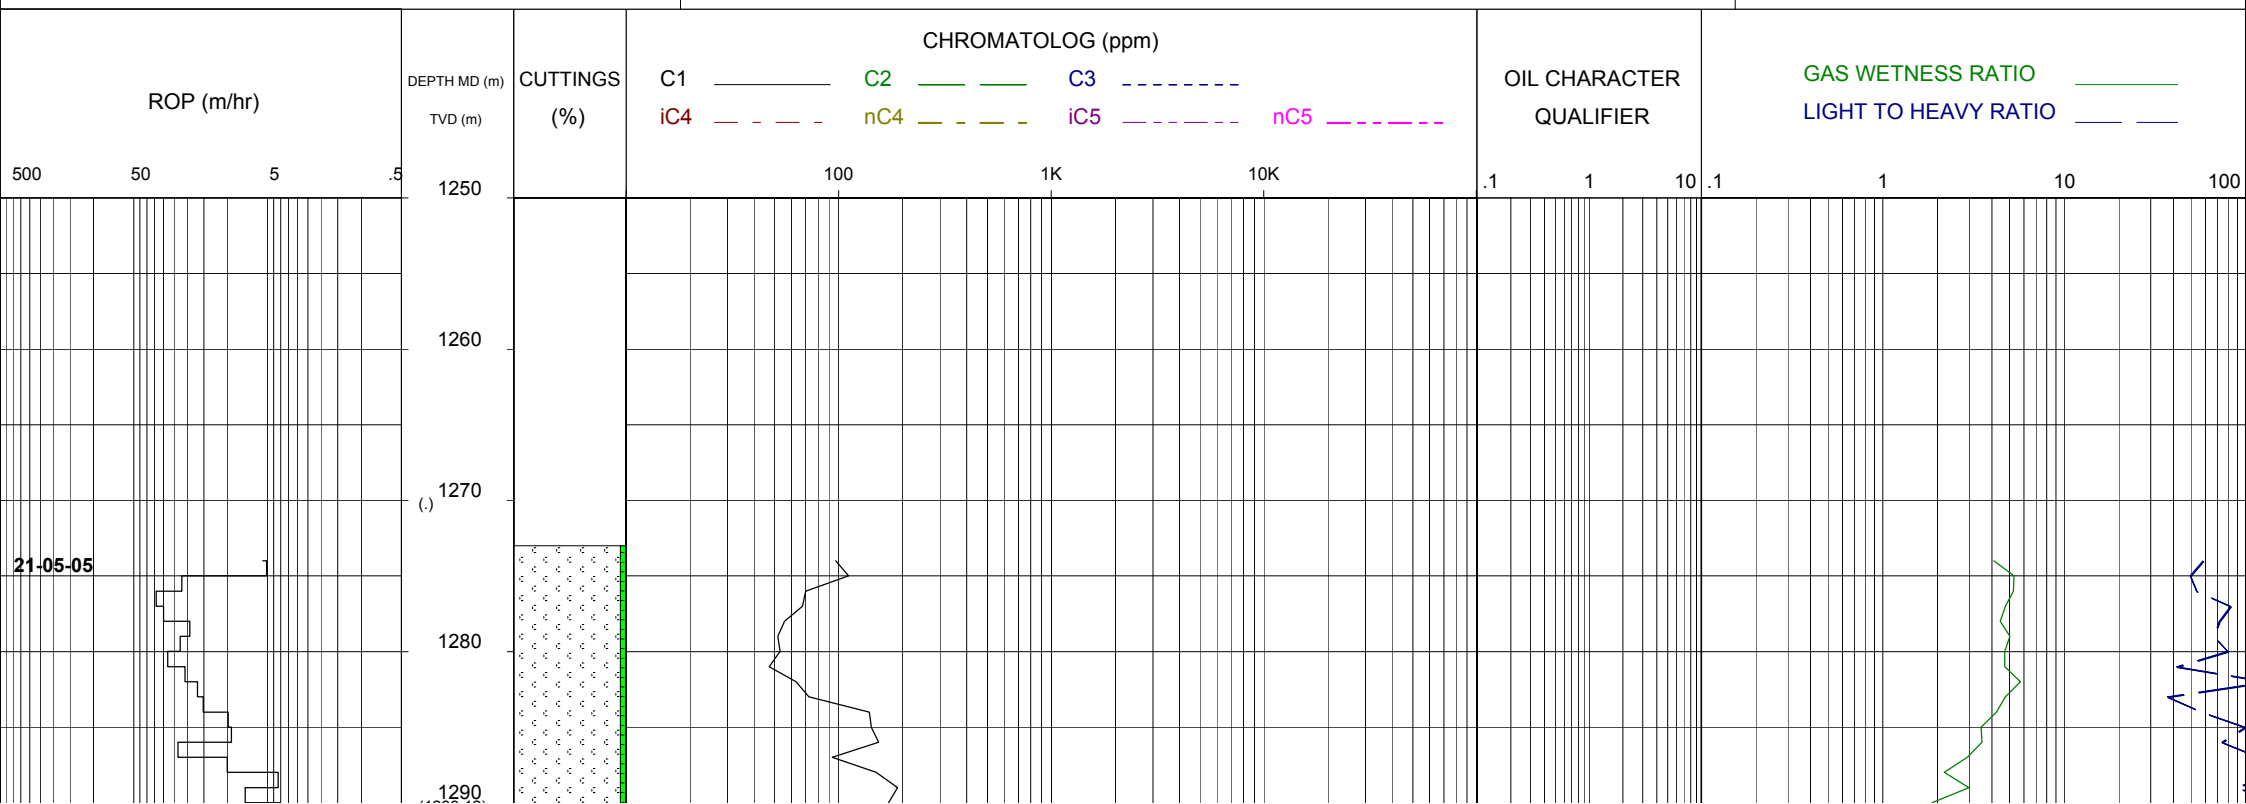 CHROMATOLOG (ppm)
ROP (m/hr)
DEPTH MD (m)
TVD (m)
CUTTINGS
(%)
C1 C2 C3
iC4 nC4 iC5 nC5
OIL CHARACTER
QUALIFIER
GAS WETNESS RATIO
LIGHT TO HEAVY RATIO
500 50 5 .5
100 1K 10K
.1 1 10
.1 1 10 100
1250
1260
1270
(.)
21-05-05
1280
1290